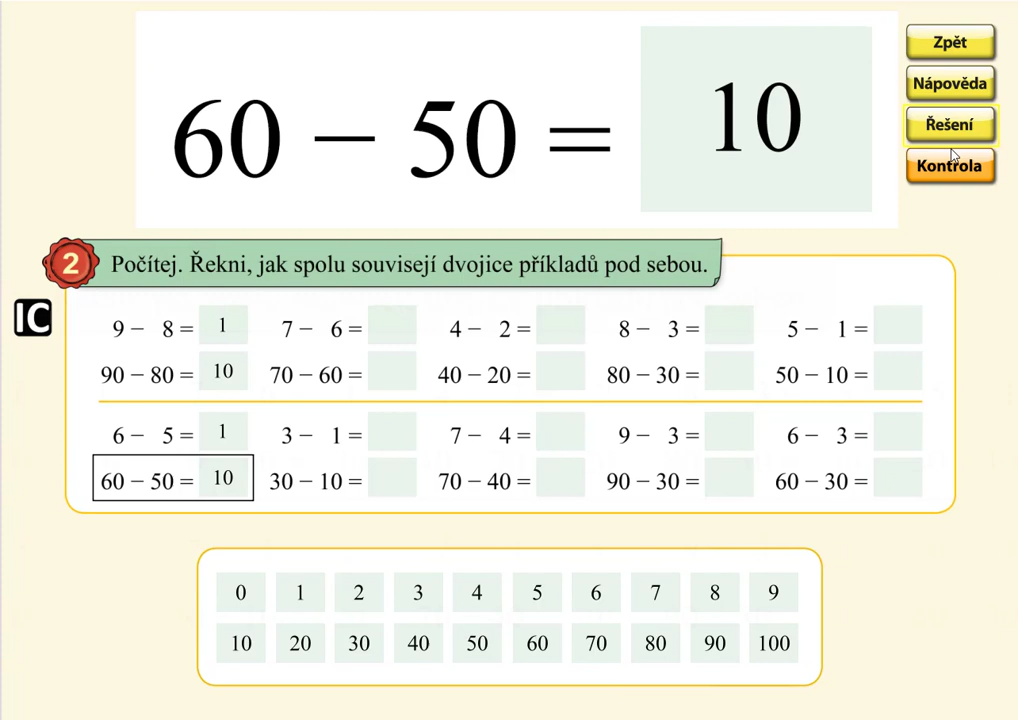 60 − 50 = 10
Zpět
Nápověda
Řešení
Kontrola
2 Počítej. Řekni, jak spolu souvisejí dvojice příkladů pod sebou.
IC
9 − 8 = 1 7 − 6 = 4 − 2 = 8 − 3 = 5 − 1 =
90 − 80 = 10 70 − 60 = 40 − 20 = 80 − 30 = 50 − 10 =
6 − 5 = 1 3 − 1 = 7 − 4 = 9 − 3 = 6 − 3 =
60 − 50 = 10 30 − 10 = 70 − 40 = 90 − 30 = 60 − 30 =
0 1 2 3 4 5 6 7 8 9
10 20 30 40 50 60 70 80 90 100